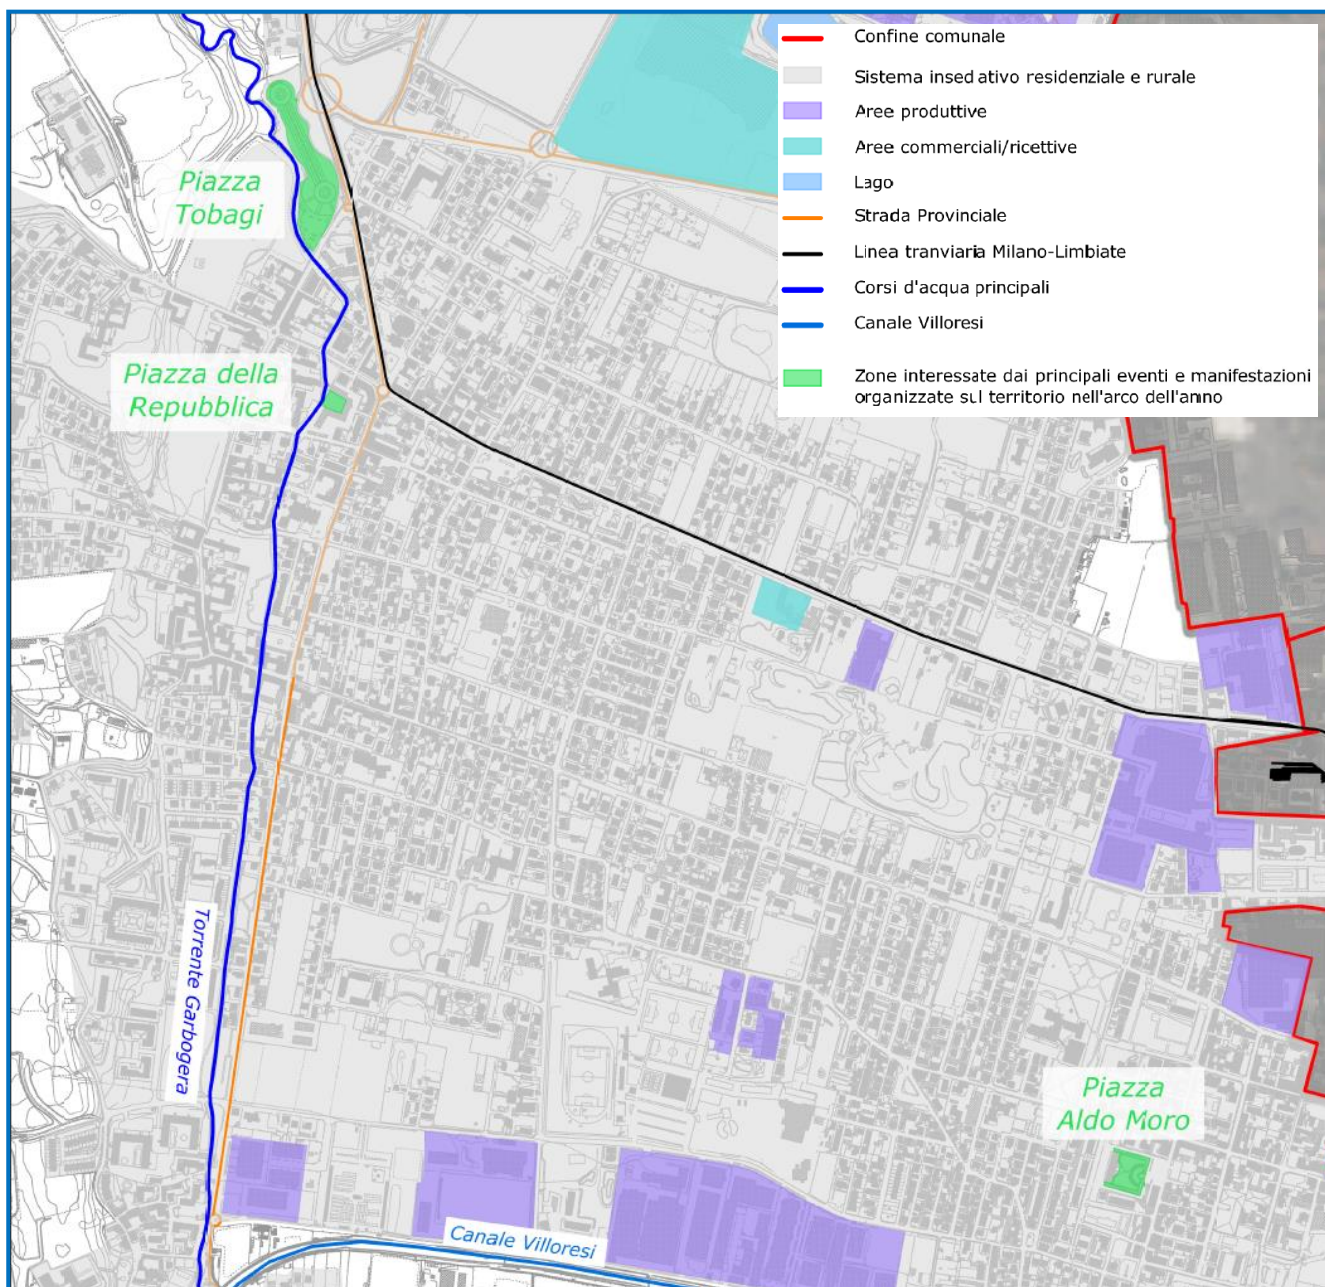 Confine comunale
Sistema insed ativo residenziale e rurale
Aree produttive
Aree commerciali/ricettive
Lago
Strada Provinciale
Linea tranviaria Milano-Limbiate
Corsi d'acqua principali
Canale Villoresi
Zone interessate dai principali eventi e manifestazioni
organizzate sul territorio nell'arco dell'anno
Piazza
Tobagi
Piazza della
Repubblica
Torrente Garbogera
Piazza
Aldo Moro
Canale Villoresi